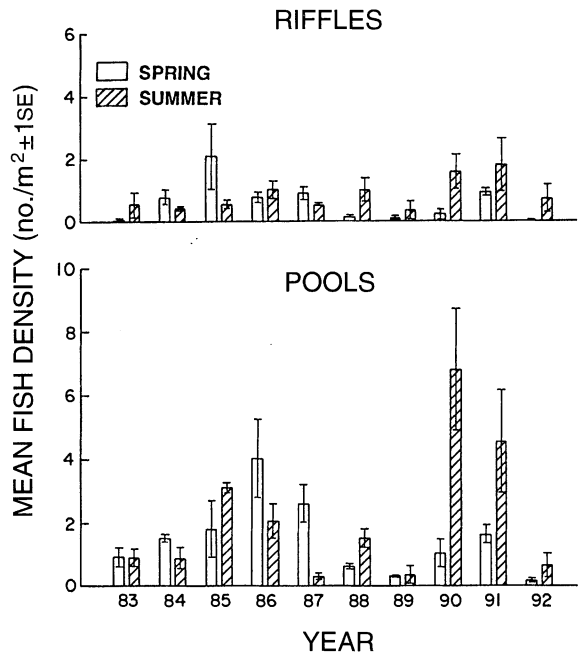 RIFFLES
6
4
2
0
SPRING
SUMMER
POOLS
10
8
6
4
2
0
83 84 85 86 87 88 89 90 91 92
YEAR
MEAN FISH DENSITY (no./m²±1SE)